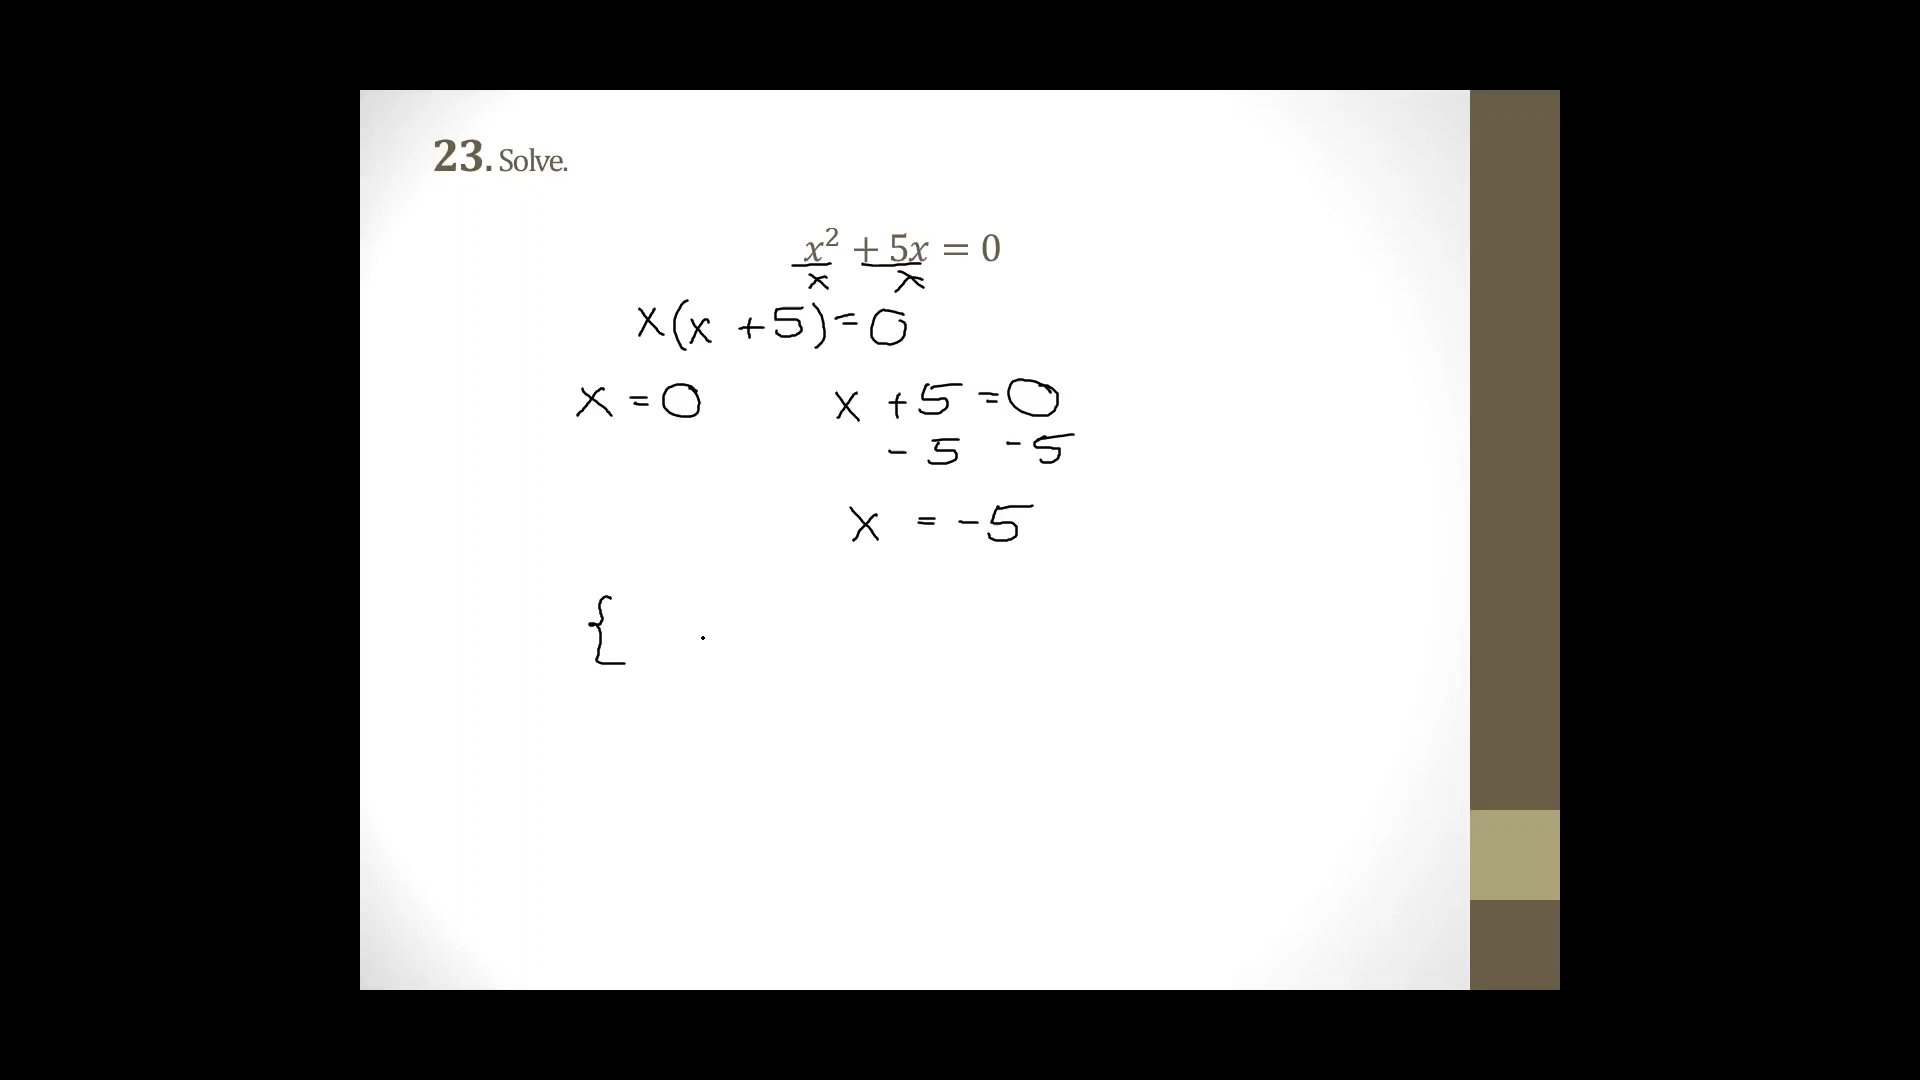 23. Solve.
x² + 5x = 0
x x
x(x + 5) = 0
x = 0 x + 5 = 0
- 5 - 5
x = -5
{